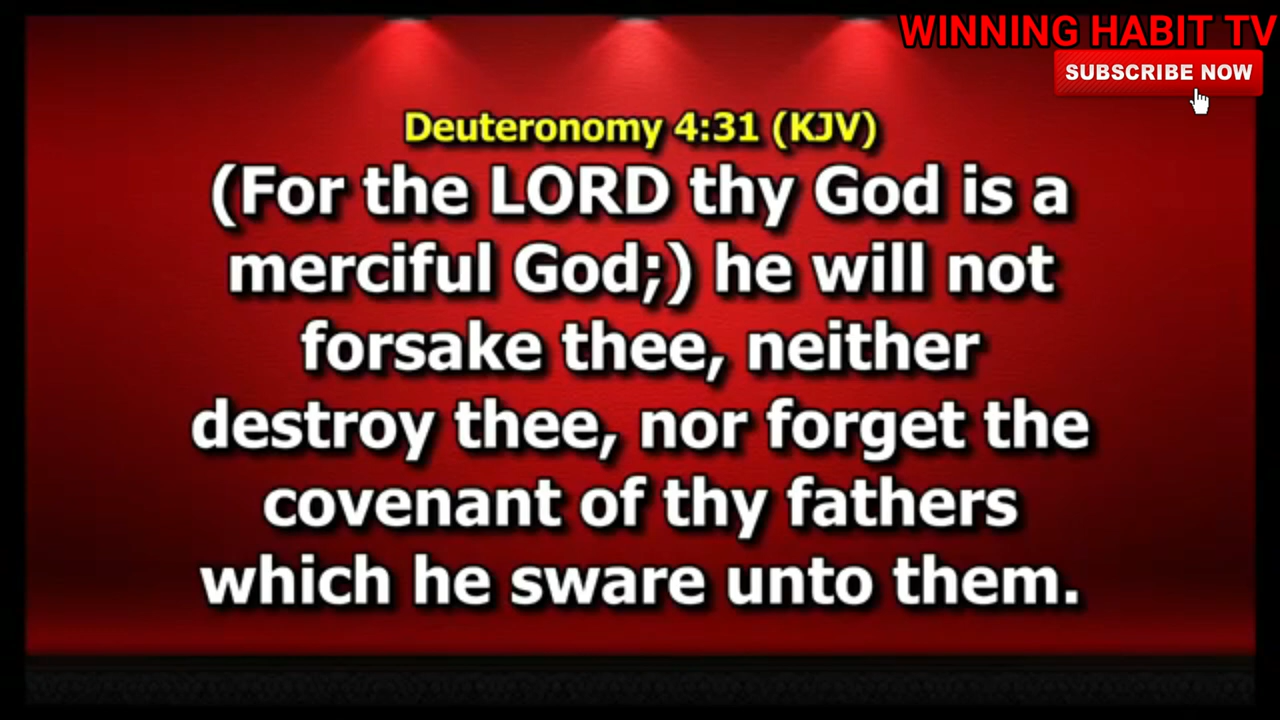 WINNING HABIT TV
SUBSCRIBE NOW
Deuteronomy 4:31 (KJV)
(For the LORD thy God is a
merciful God;) he will not
forsake thee, neither
destroy thee, nor forget the
covenant of thy fathers
which he sware unto them.